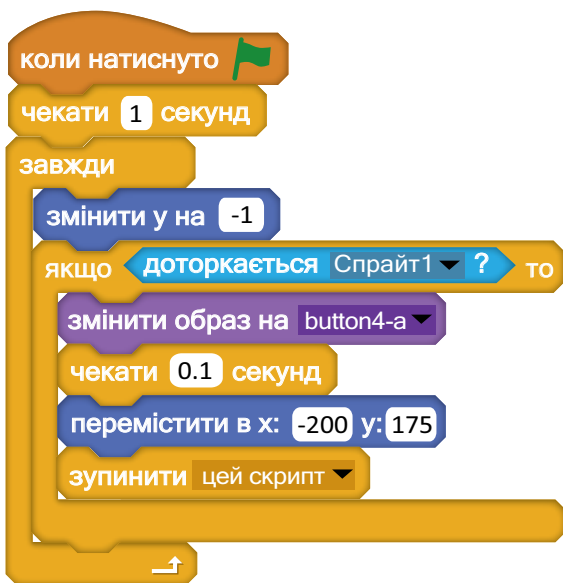 коли натиснуто
чекати 1 секунд
завжди
змінити y на -1
якщо доторкається Спрайт1 ? то
змінити образ на button4-a
чекати 0.1 секунд
перемістити в x: -200 y: 175
зупинити цей скрипт